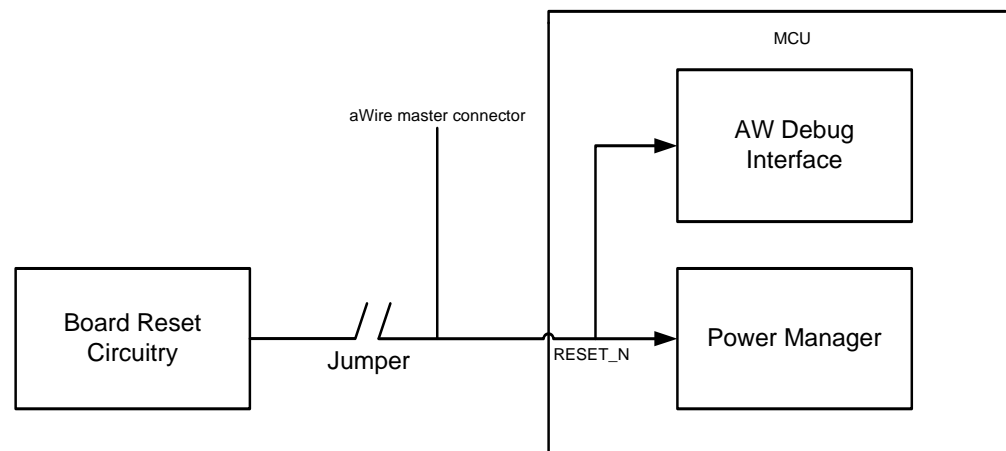 MCU
aWire master connector
AW Debug
Interface
Board Reset
Circuitry
Jumper
RESET_N
Power Manager